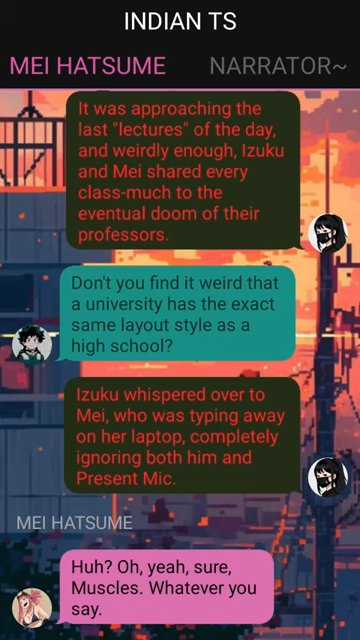 INDIAN TS
MEI HATSUME NARRATOR~
It was approaching the
last "lectures" of the day,
and weirdly enough, Izuku
and Mei shared every
class-much to the
eventual doom of their
professors.
Don't you find it weird that
a university has the exact
same layout style as a
high school?
Izuku whispered over to
Mei, who was typing away
on her laptop, completely
ignoring both him and
Present Mic.
MEI HATSUME
Huh? Oh, yeah, sure,
Muscles. Whatever you
say.